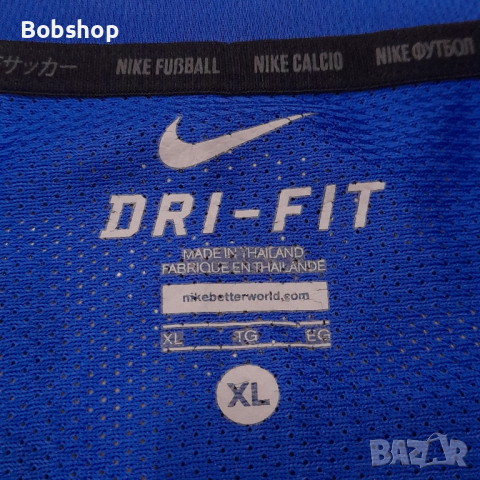 Bobshop
サッカー NIKE FUßBALL NIKE CALCIO NIKE ФУТБОЛ
DRI-FIT
MADE IN THAILAND
FABRIQUE EN THAILANDE
nikebetterworld.com
XL TG EG
XL
BAZAR